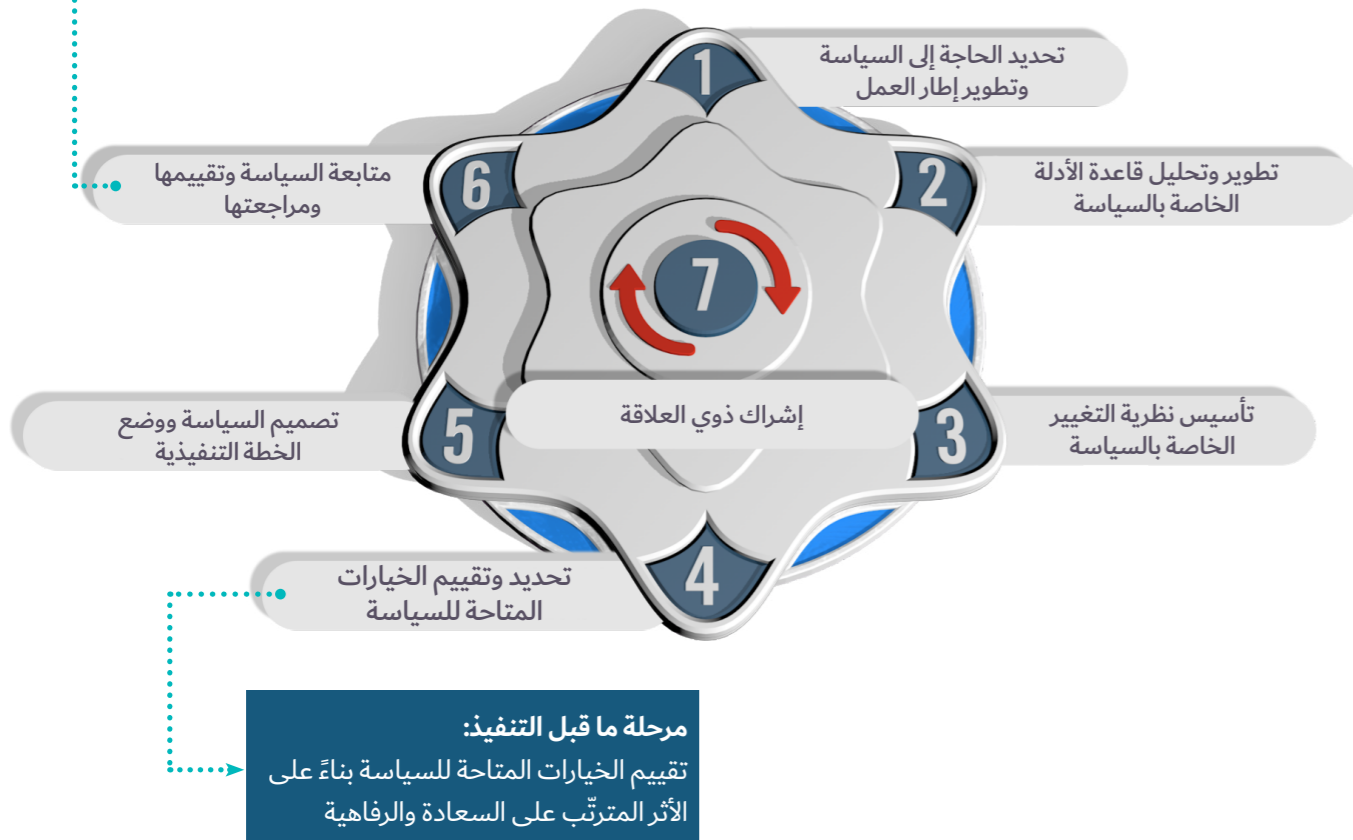 1
تحديد الحاجة إلى السياسة
وتطوير إطار العمل
2
تطوير وتحليل قاعدة الأدلة
الخاصة بالسياسة
3
تأسيس نظرية التغيير
الخاصة بالسياسة
4
تحديد وتقييم الخيارات
المتاحة للسياسة
5
تصميم السياسة ووضع
الخطة التنفيذية
6
متابعة السياسة وتقييمها
ومراجعتها
7
إشراك ذوي العلاقة
مرحلة ما قبل التنفيذ:
تقييم الخيارات المتاحة للسياسة بناءً على
الأثر المترتّب على السعادة والرفاهية